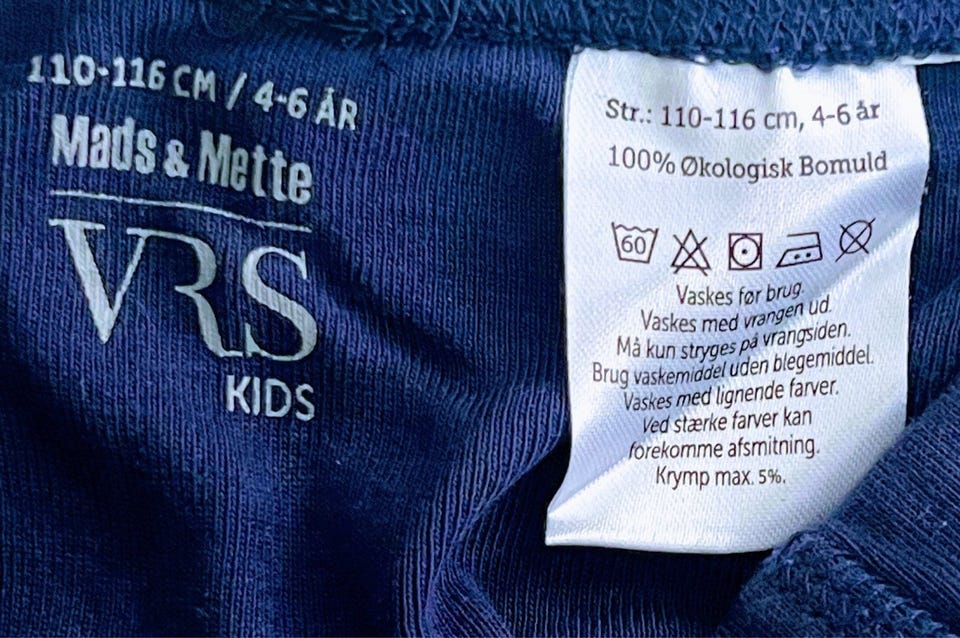 110-116 CM / 4-6 ÅR
Mads & Mette
VRS
KIDS
Str.: 110-116 cm, 4-6 år
100% Økologisk Bomuld
60
Vaskes før brug.
Vaskes med vrangen ud.
Må kun stryges på vrangsiden.
Brug vaskemiddel uden blegemiddel.
Vaskes med lignende farver.
Ved stærke farver kan
forekomme afsmitning.
Krymp max. 5%.